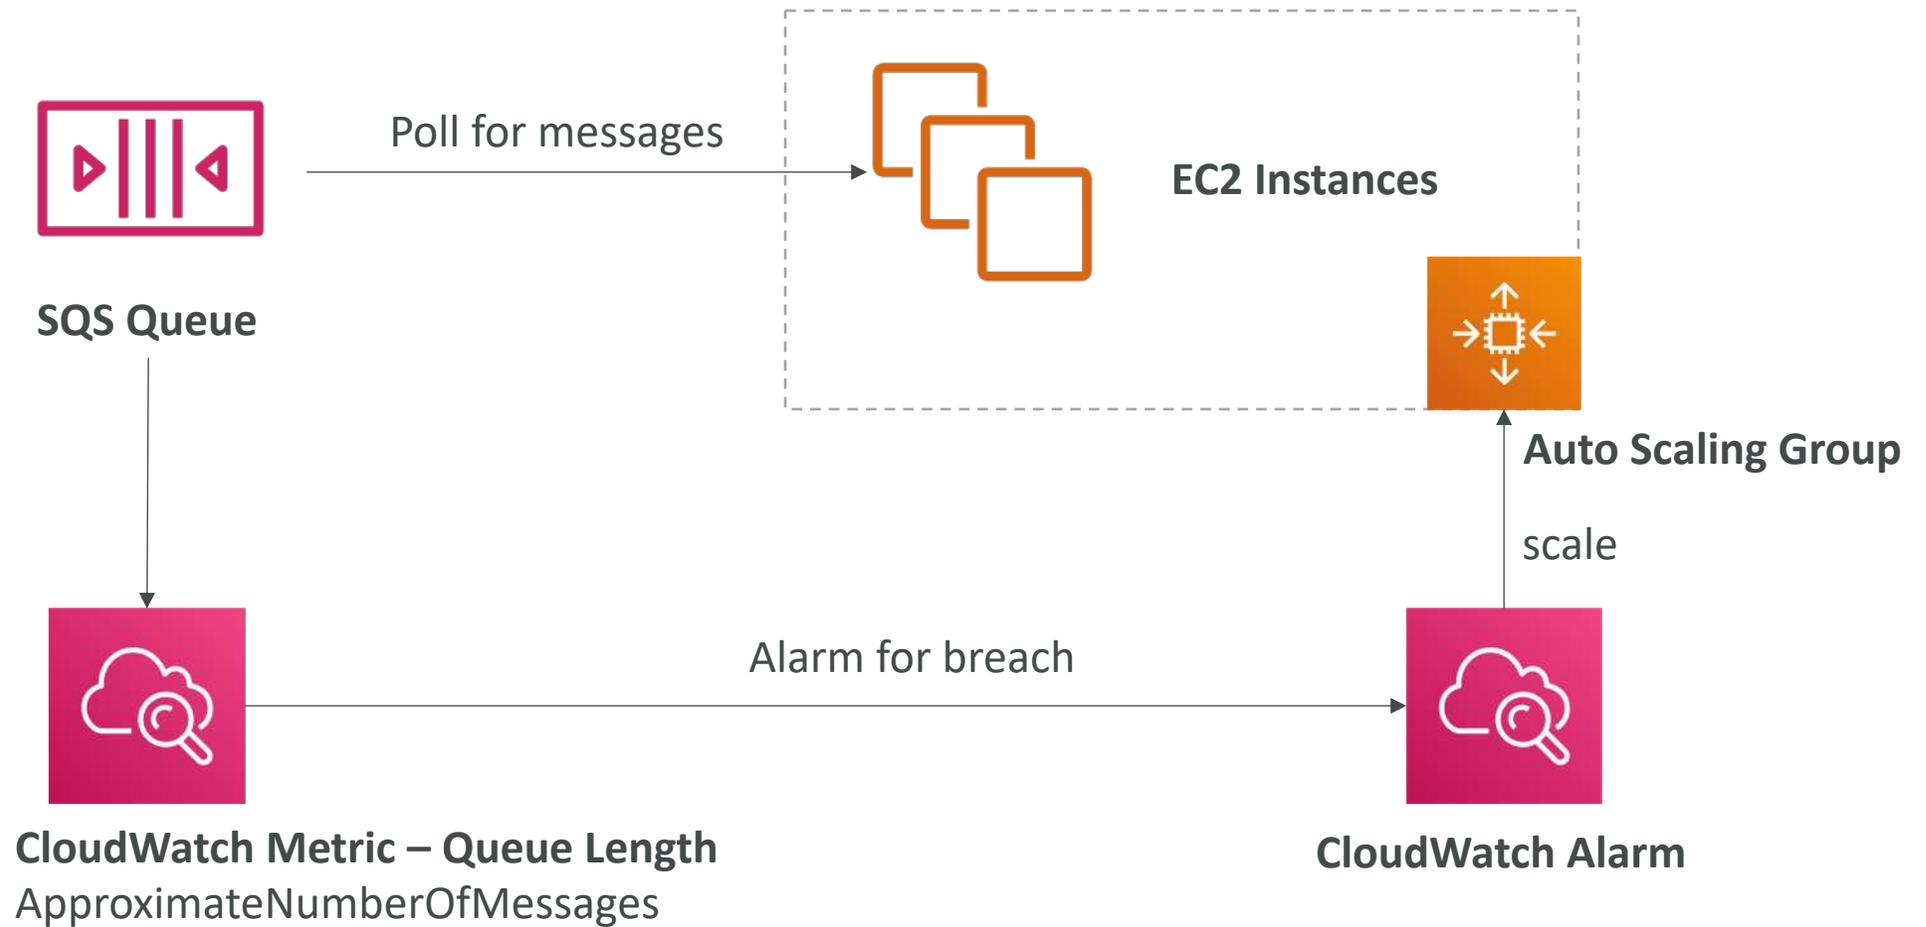 Poll for messages
EC2 Instances
SQS Queue
Auto Scaling Group
scale
Alarm for breach
CloudWatch Metric – Queue Length
ApproximateNumberOfMessages
CloudWatch Alarm